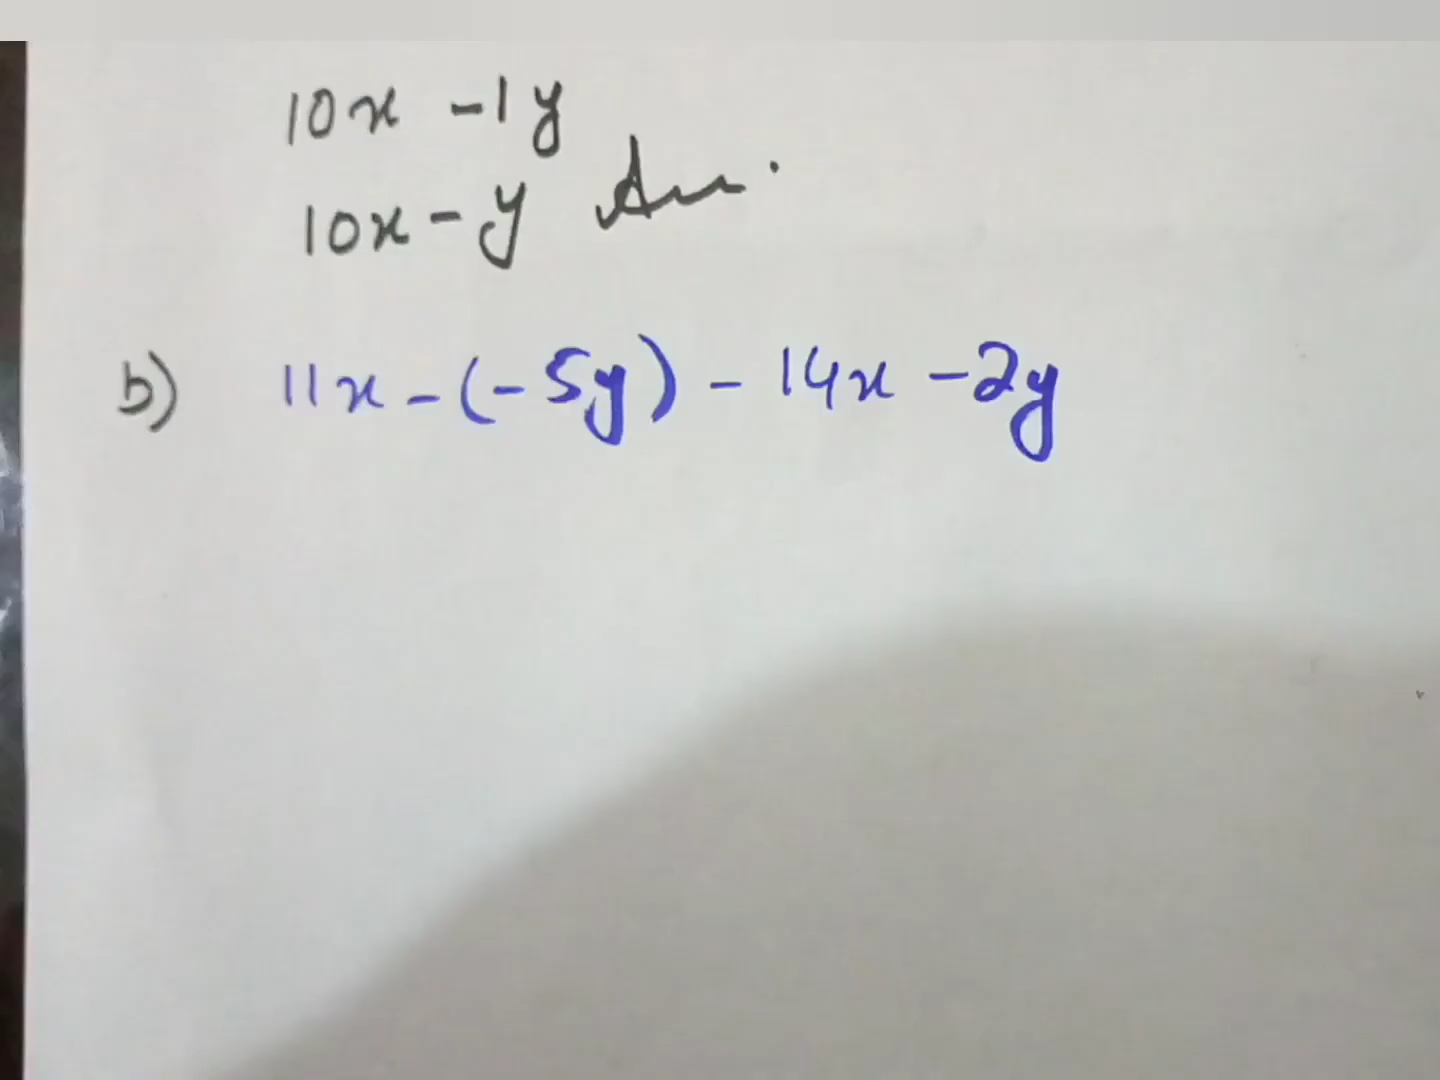 10x - 1y
10x - y Ans.
b) 11x - (-5y) - 14x - 2y